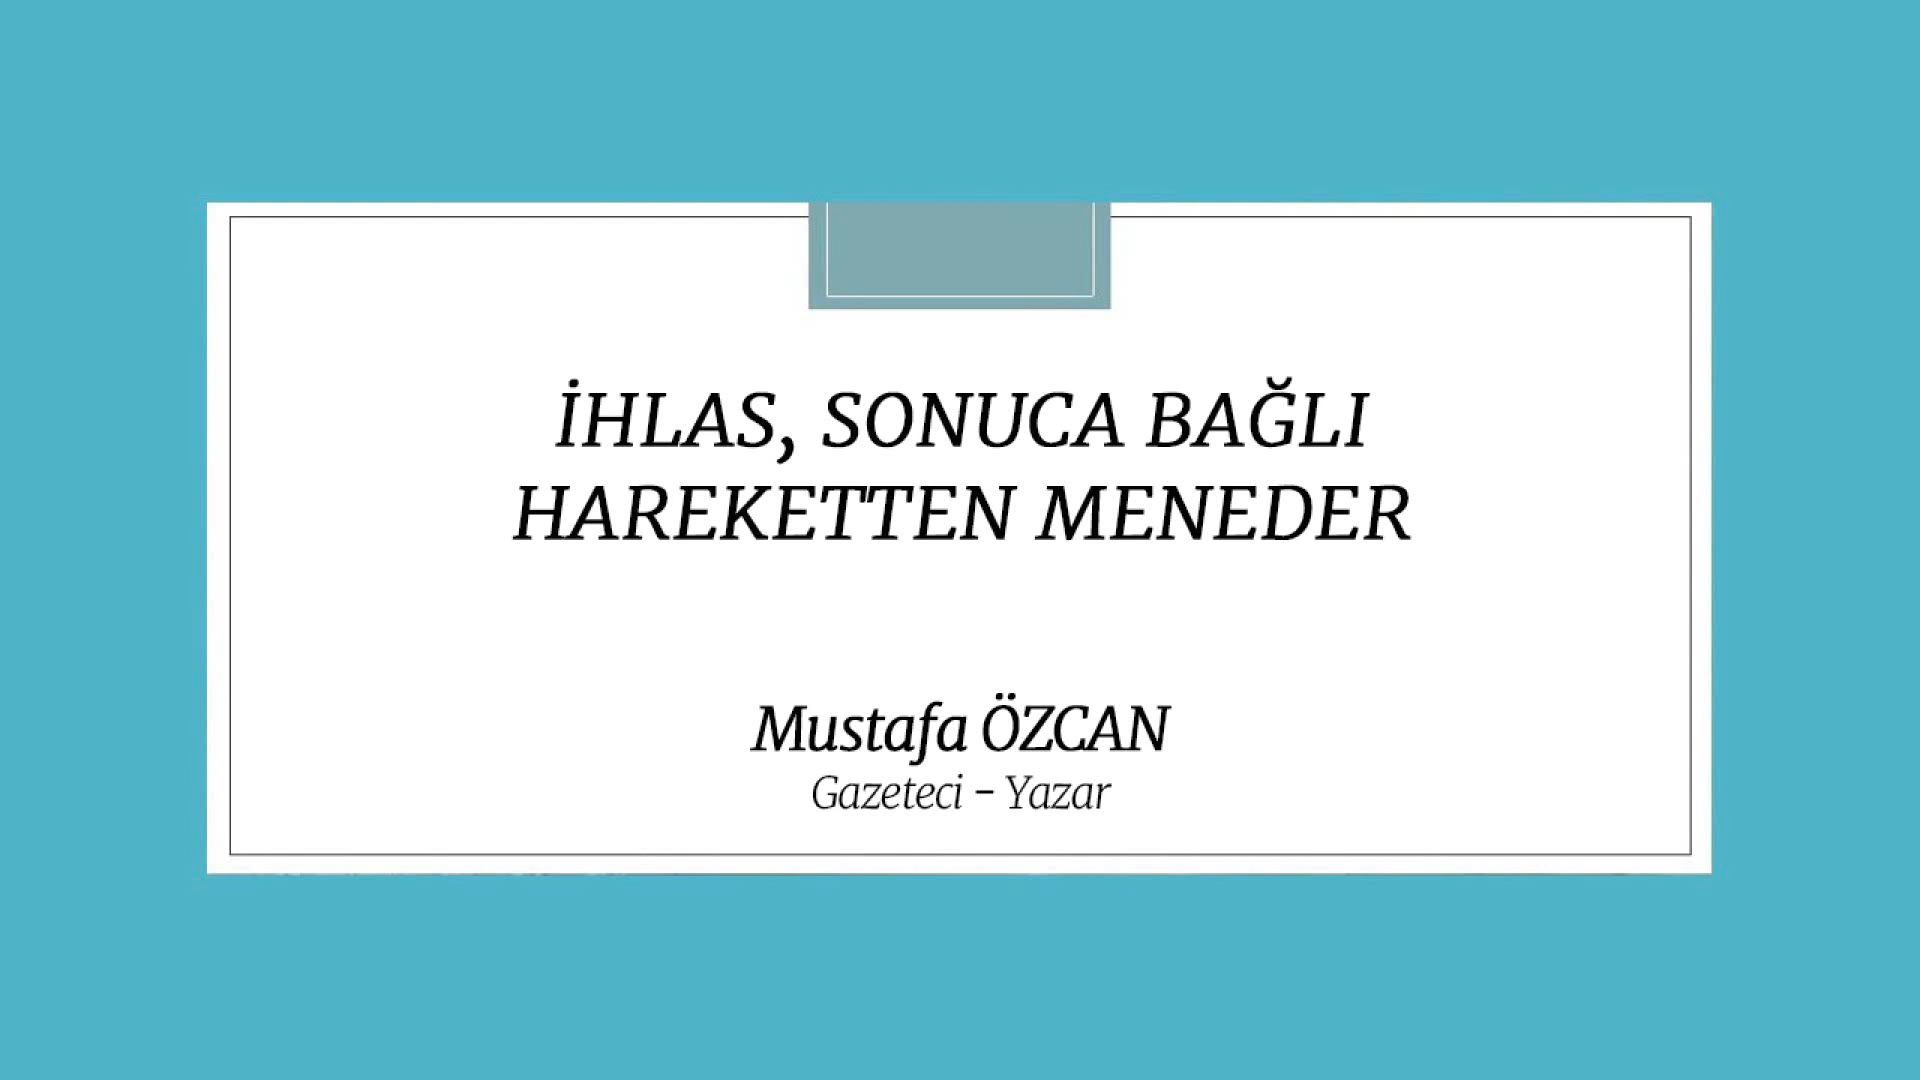 İHLAS, SONUCA BAĞLI
HAREKETTEN MENEDER
Mustafa ÖZCAN
Gazeteci - Yazar